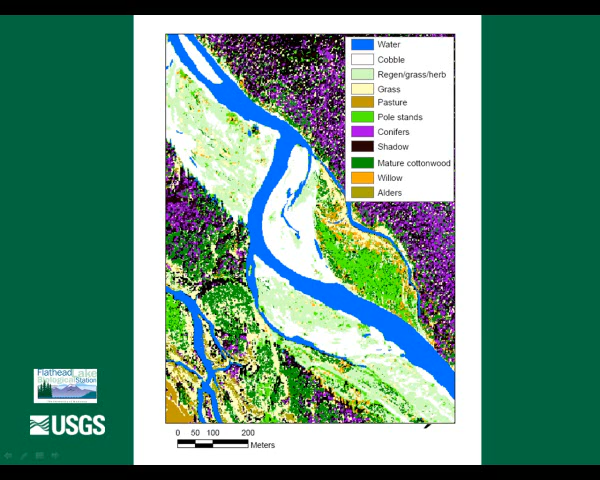 Water
Cobble
Regen/grass/herb
Grass
Pasture
Pole stands
Conifers
Shadow
Mature cottonwood
Willow
Alders
Flathead Lake
Biological Station
USGS
0 50 100 200
Meters